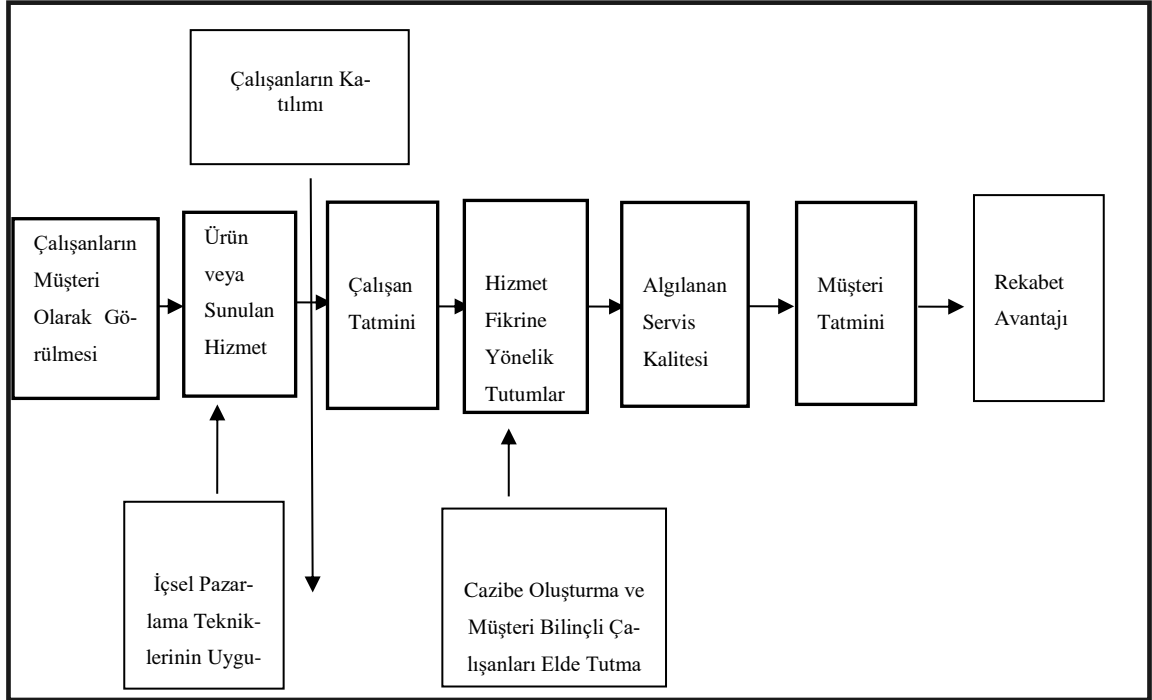 Çalışanların Ka-
tılımı
Çalışanların
Müşteri
Olarak Gö-
rülmesi
Ürün
veya
Sunulan
Hizmet
Çalışan
Tatmini
Hizmet
Fikrine
Yönelik
Tutumlar
Algılanan
Servis
Kalitesi
Müşteri
Tatmini
Rekabet
Avantajı
İçsel Pazar-
lama Teknik-
lerinin Uygu-
Cazibe Oluşturma ve
Müşteri Bilinçli Ça-
lışanları Elde Tutma